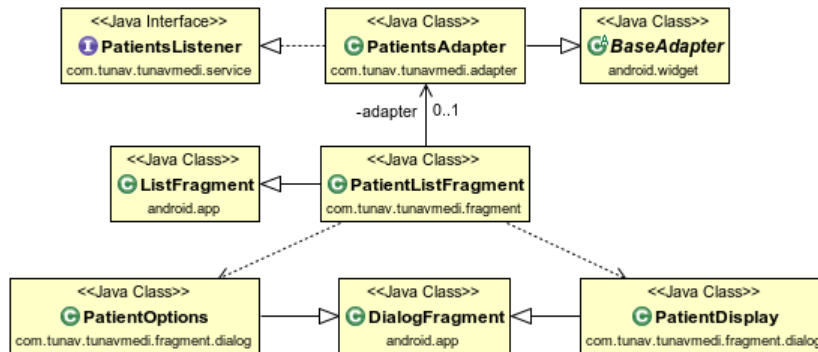 <<Java Interface>>
PatientsListener
com.tunav.tunavmedi.service
<<Java Class>>
PatientsAdapter
com.tunav.tunavmedi.adapter
<<Java Class>>
BaseAdapter
android.widget
-adapter
0..1
<<Java Class>>
ListFragment
android.app
<<Java Class>>
PatientListFragment
com.tunav.tunavmedi.fragment
<<Java Class>>
PatientOptions
com.tunav.tunavmedi.fragment.dialog
<<Java Class>>
DialogFragment
android.app
<<Java Class>>
PatientDisplay
com.tunav.tunavmedi.fragment.dialog